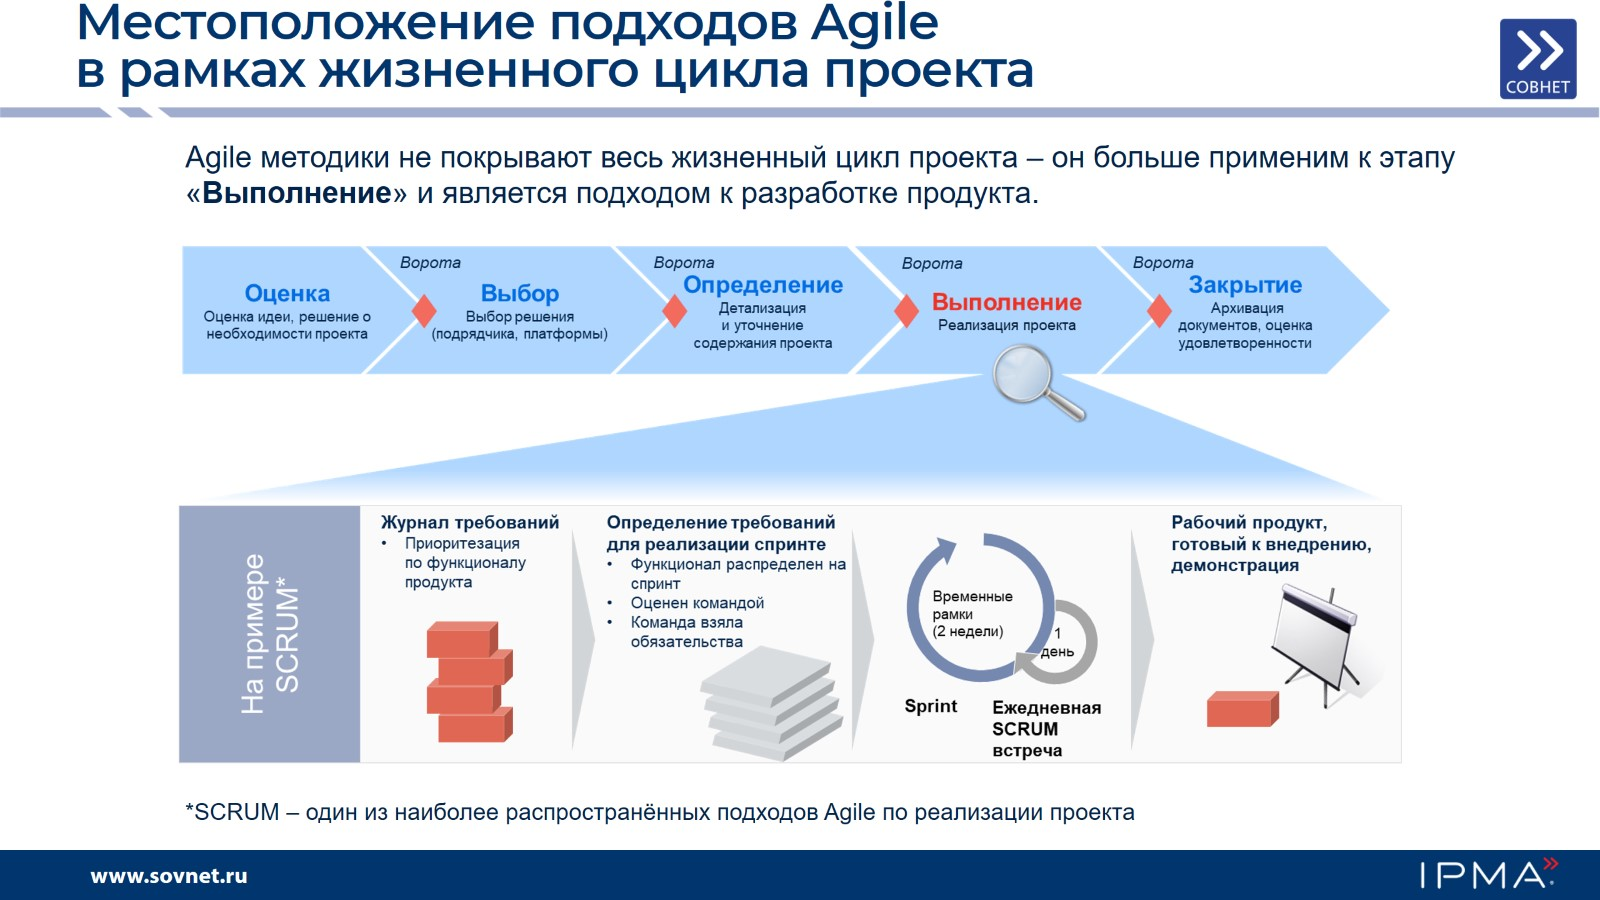 Местоположение подходов Agile
в рамках жизненного цикла проекта
СОВНЕТ
Agile методики не покрывают весь жизненный цикл проекта – он больше применим к этапу
«Выполнение» и является подходом к разработке продукта.
Оценка
Оценка идеи, решение о
необходимости проекта
Ворота
Выбор
Выбор решения
(подрядчика, платформы)
Ворота
Определение
Детализация
и уточнение
содержания проекта
Ворота
Выполнение
Реализация проекта
Ворота
Закрытие
Архивация
документов, оценка
удовлетворенности
На примере
SCRUM*
Журнал требований
• Приоритезация
по функционалу
продукта
Определение требований
для реализации спринте
• Функционал распределен на
спринт
• Оценен командой
• Команда взяла
обязательства
Временные
рамки
(2 недели)
1
день
Sprint
Ежедневная
SCRUM
встреча
Рабочий продукт,
готовый к внедрению,
демонстрация
*SCRUM – один из наиболее распространённых подходов Agile по реализации проекта
www.sovnet.ru
IPMA